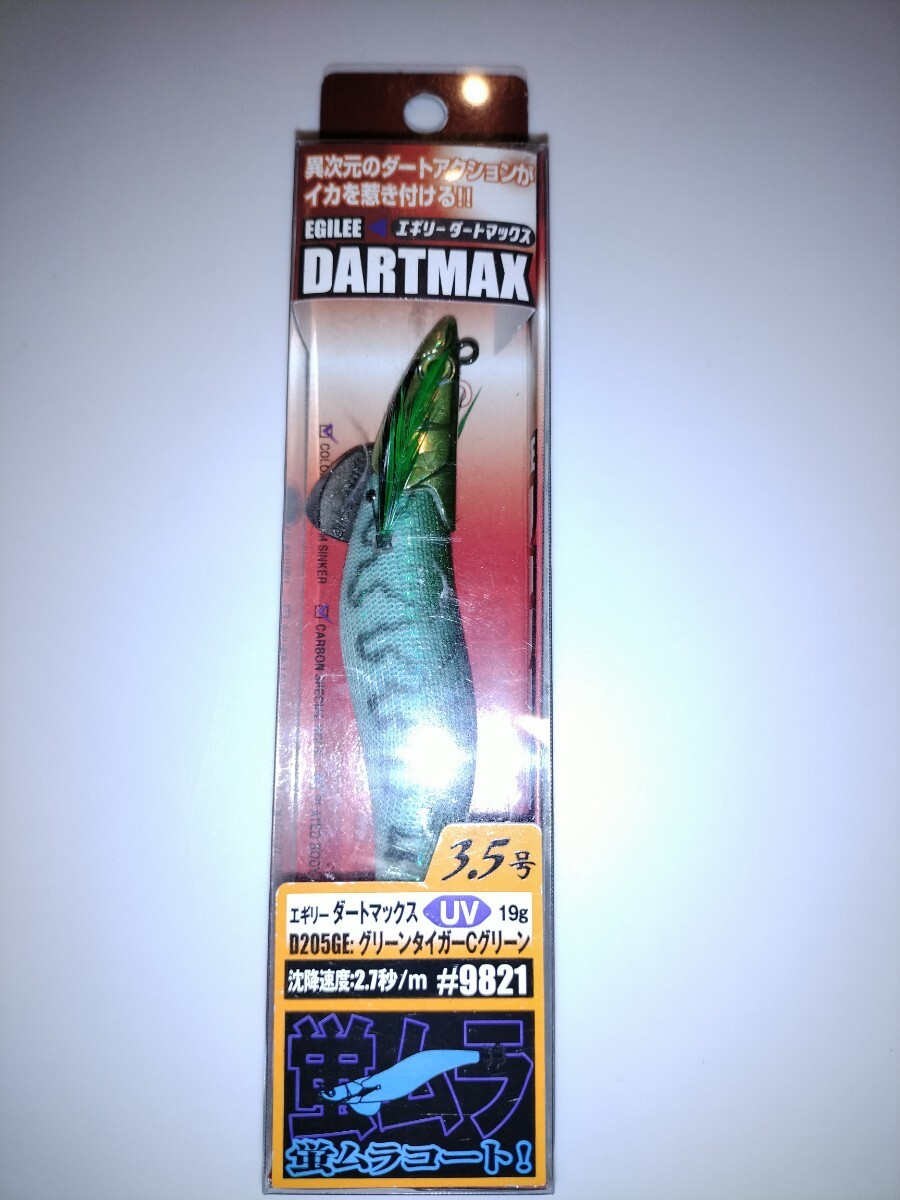 異次元のダートアクションが
イカを惹き付ける!!
EGILEE エギリーダートマックス
DARTMAX
SINKER
CARBON
3.5号
エギリー ダートマックス UV 19g
D205GE: グリーンタイガーCグリーン
沈降速度:2.7秒/m #9821
蛍ムラ
蛍ムラコート!